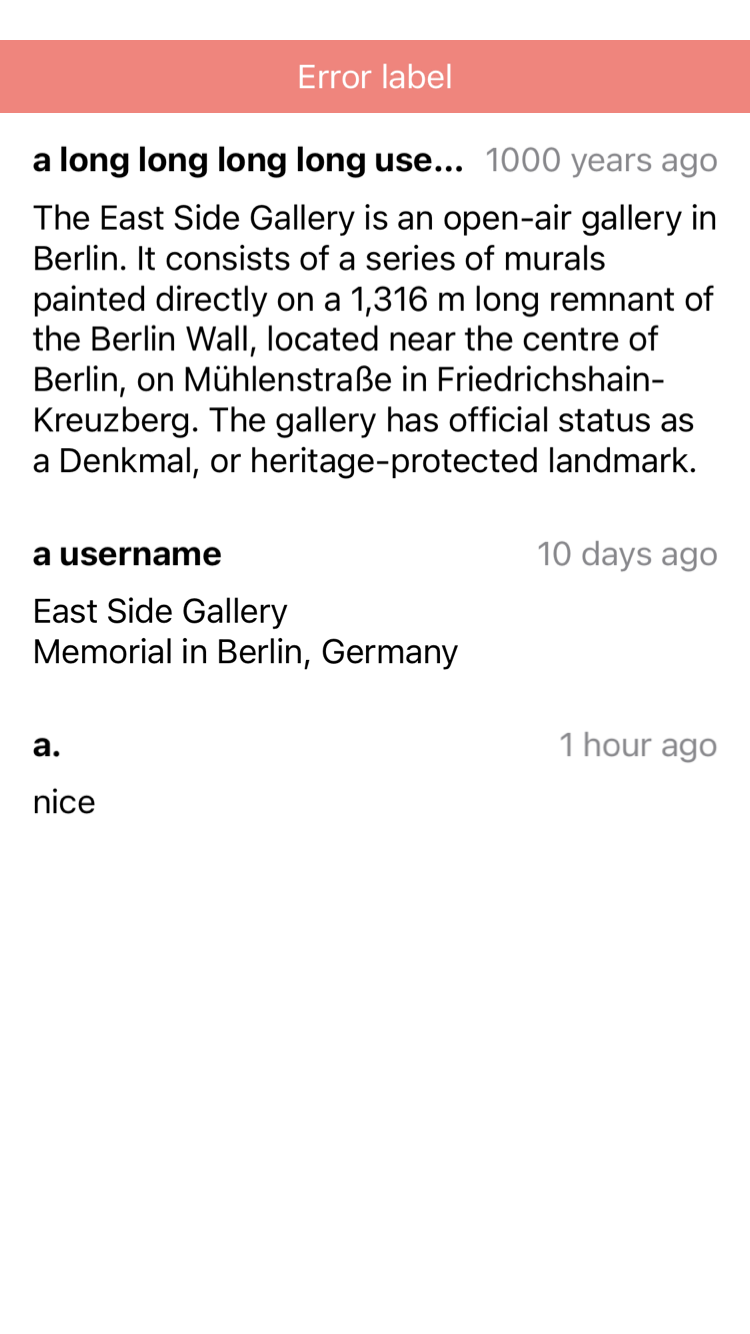 Error label
a long long long long use... 1000 years ago
The East Side Gallery is an open-air gallery in
Berlin. It consists of a series of murals
painted directly on a 1,316 m long remnant of
the Berlin Wall, located near the centre of
Berlin, on Mühlenstraße in Friedrichshain-
Kreuzberg. The gallery has official status as
a Denkmal, or heritage-protected landmark.
a username 10 days ago
East Side Gallery
Memorial in Berlin, Germany
a. 1 hour ago
nice